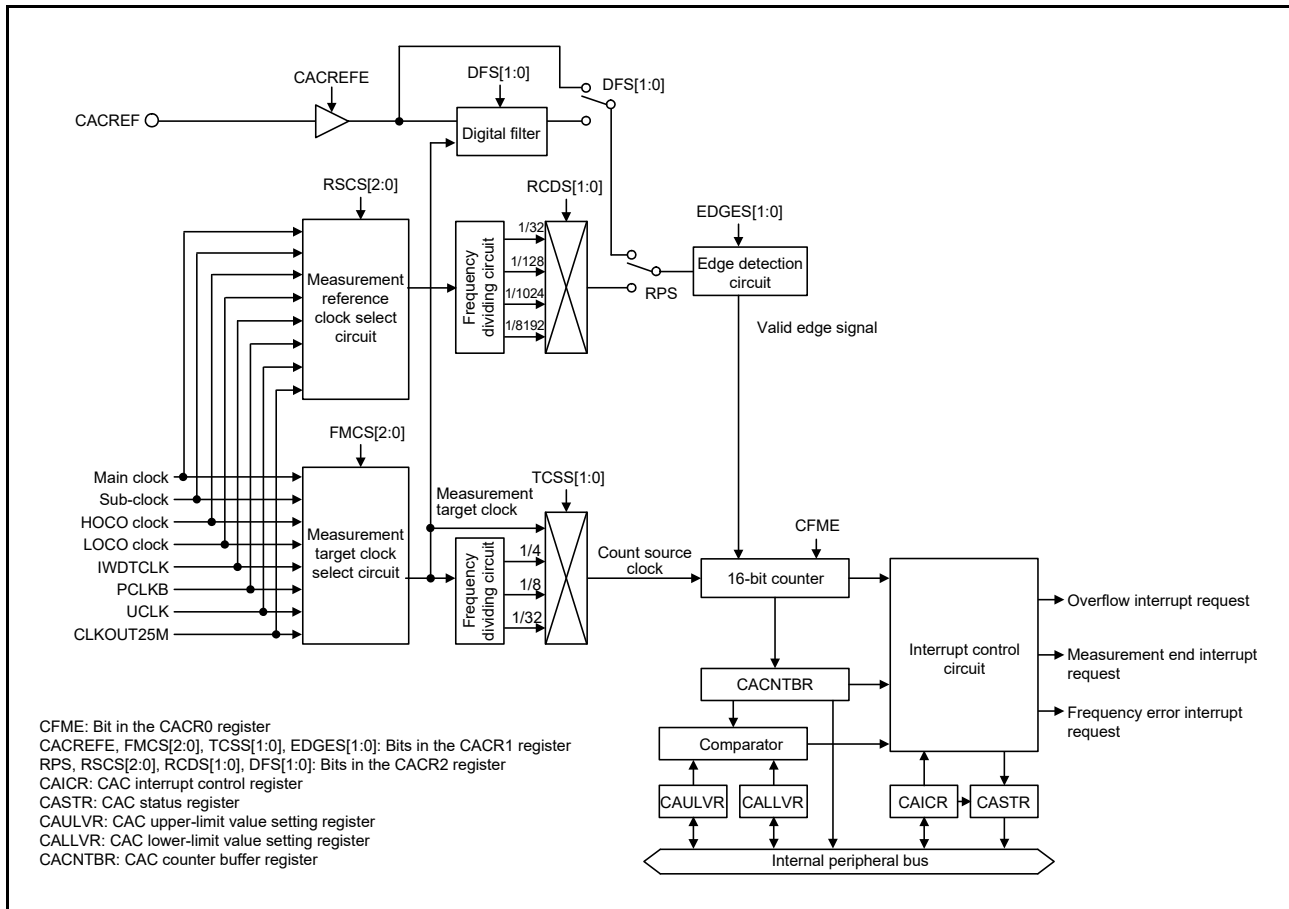 CACREFE
DFS[1:0]
DFS[1:0]
CACREF
Digital filter
RSCS[2:0]
RCDS[1:0]
EDGES[1:0]
Measurement
reference
clock select
circuit
Frequency
dividing circuit
1/32
1/128
1/1024
1/8192
RPS
Edge detection
circuit
Valid edge signal
FMCS[2:0]
Main clock
Sub-clock
HOCO clock
LOCO clock
IWDTCLK
PCLKB
UCLK
CLKOUT25M
Measurement
target clock
select circuit
Measurement
target clock
TCSS[1:0]
Frequency
dividing circuit
1/4
1/8
1/32
Count source
clock
CFME
16-bit counter
CACNTBR
Comparator
CAULVR
CALLVR
Interrupt control
circuit
CAICR
CASTR
Overflow interrupt request
Measurement end interrupt
request
Frequency error interrupt
request
Internal peripheral bus
CFME: Bit in the CACR0 register
CACREFE, FMCS[2:0], TCSS[1:0], EDGES[1:0]: Bits in the CACR1 register
RPS, RSCS[2:0], RCDS[1:0], DFS[1:0]: Bits in the CACR2 register
CAICR: CAC interrupt control register
CASTR: CAC status register
CAULVR: CAC upper-limit value setting register
CALLVR: CAC lower-limit value setting register
CACNTBR: CAC counter buffer register